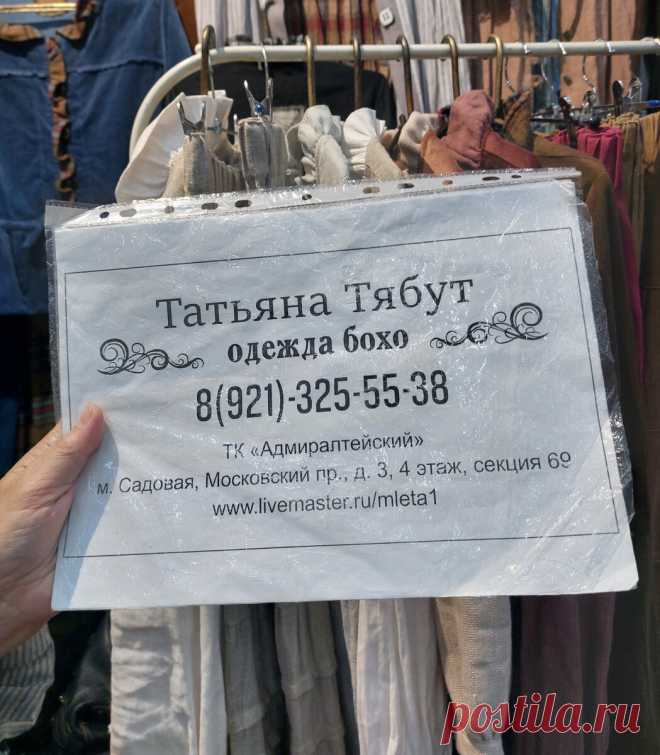 Татьяна Тябут
одежда бохо
8(921)-325-55-38
ТК «Адмиралтейский»
м. Садовая, Московский пр., д. 3, 4 этаж, секция 69
www.livemaster.ru/mleta1
postila.ru